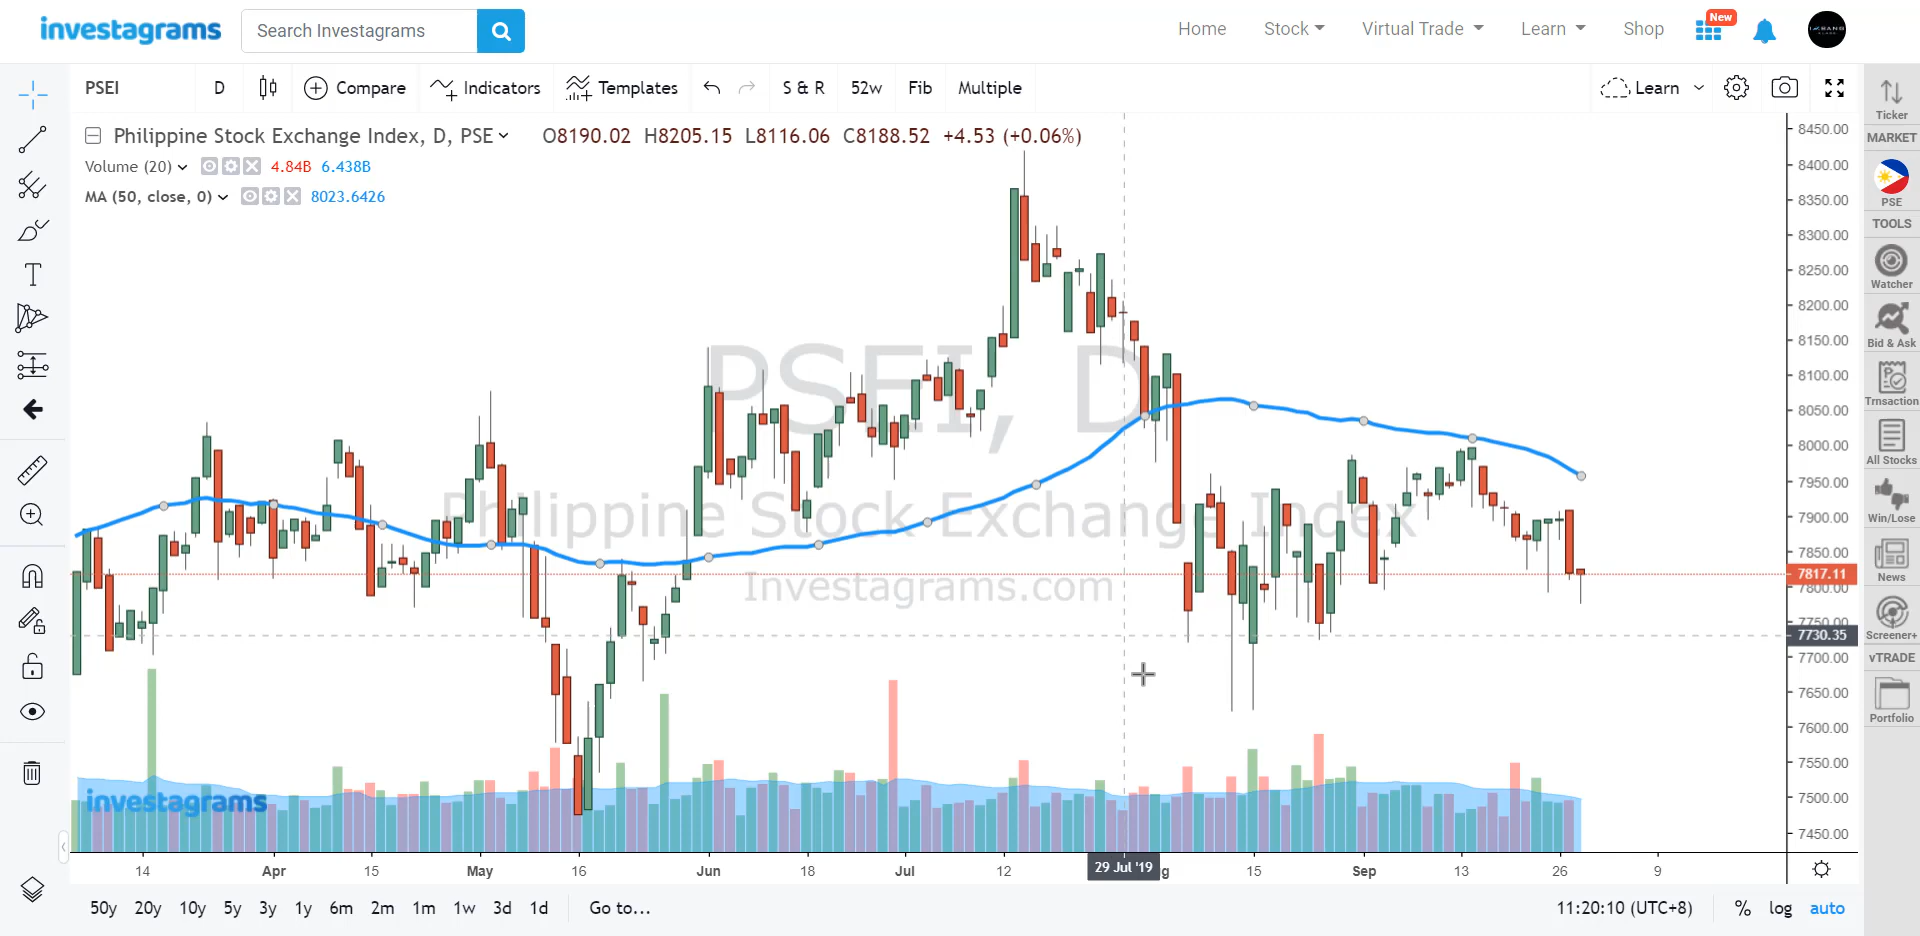 investagrams
Search Investagrams
Home Stock Virtual Trade Learn Shop New
PSEI D Compare Indicators Templates S & R 52w Fib Multiple Learn
Philippine Stock Exchange Index, D, PSE O8190.02 H8205.15 L8116.06 C8188.52 +4.53 (+0.06%)
Volume (20) 4.84B 6.438B
MA (50, close, 0) 8023.6426
PSEI, D
Philippine Stock Exchange Index
Investagrams.com
investagrams
8450.00
8400.00
8350.00
8300.00
8250.00
8200.00
8150.00
8100.00
8050.00
8000.00
7950.00
7900.00
7850.00
7817.11
7800.00
7750.00
7730.35
7700.00
7650.00
7600.00
7550.00
7500.00
7450.00
Ticker
MARKET
PSE
TOOLS
Watcher
Bid & Ask
Trnsaction
All Stocks
Win/Lose
News
Screener+
vTRADE
Portfolio
14 Apr 15 May 16 Jun 18 Jul 12 29 Jul '19 g 15 Sep 13 26 9
50y 20y 10y 5y 3y 1y 6m 2m 1m 1w 3d 1d Go to... 11:20:10 (UTC+8) % log auto